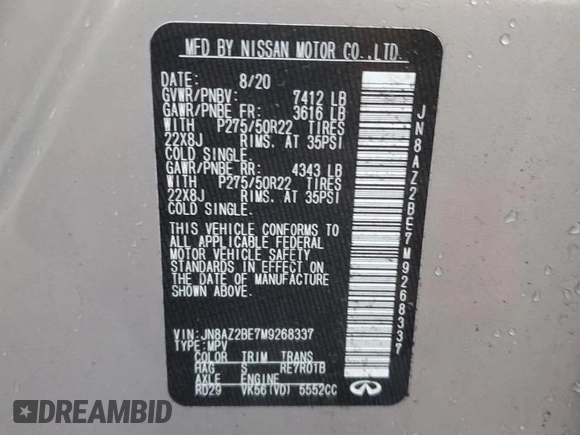 MFD BY NISSAN MOTOR CO.,LTD.
DATE: 8/20
GVWR/PNBV: 7412 LB
GAWR/PNBE FR: 3616 LB
WITH P275/50R22 TIRES
22X8J RIMS. AT 35PSI
COLD SINGLE.
GAWR/PNBE RR: 4343 LB
WITH P275/50R22 TIRES
22X8J RIMS. AT 35PSI
COLD SINGLE.
THIS VEHICLE CONFORMS TO
ALL APPLICABLE FEDERAL
MOTOR VEHICLE SAFETY
STANDARDS IN EFFECT ON
THE DATE OF MANUFACTURE
SHOWN ABOVE.
VIN:JN8AZ2BE7M9268337
TYPE:MPV
COLOR TRIM TRANS
HAG S RE7R01B
AXLE ENGINE
RD29 VK56(VD) 5552CC
JN8AZ2BE7M9268337
DREAMBID